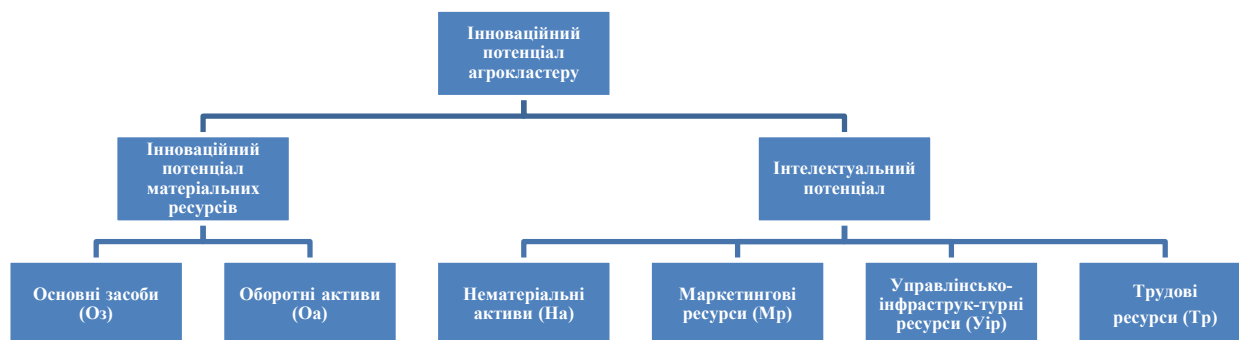 Інноваційний
потенціал
агрокластеру
Інноваційний
потенціал
матеріальних
ресурсів
Інтелектуальний
потенціал
Основні засоби
(Оз)
Оборотні активи
(Оа)
Нематеріальні
активи (На)
Маркетингові
ресурси (Мр)
Управлінсько-
інфраструк-турні
ресурси (Уір)
Трудові
ресурси (Тр)